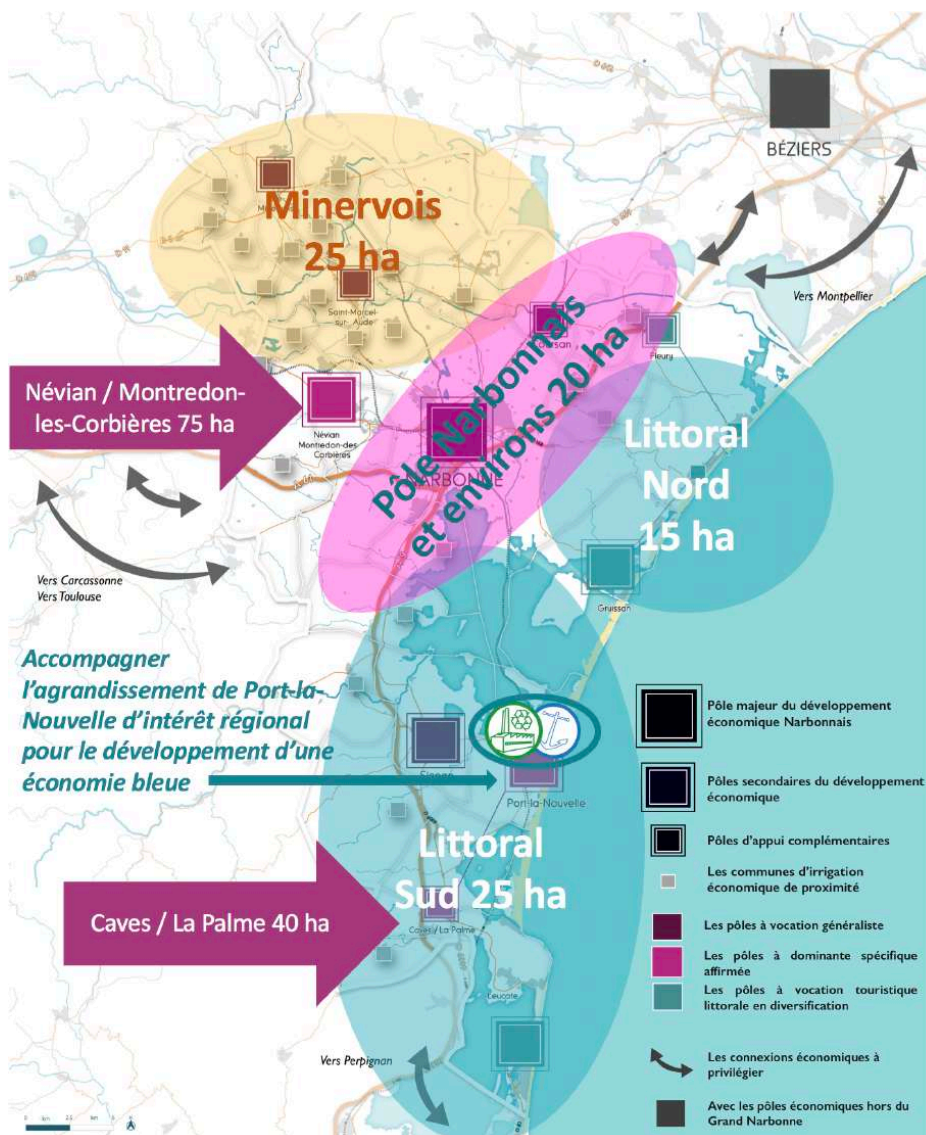 BÉZIERS
Minervois
25 ha
Saint-Marcel
sur-Aude
Vers Montpellier
Coursan
Fleury
Pôle Narbonnais
et environs 20 ha
Névian / Montredon-
les-Corbières 75 ha
Névian
Montredon-des
Corbières
NARBONNE
Littoral
Nord
15 ha
Vers Carcassonne
Vers Toulouse
Gruissan
Accompagner
l'agrandissement de Port-la-
Nouvelle d'intérêt régional
pour le développement d'une
économie bleue
Sigean
Port-la-Nouvelle
Littoral
Sud 25 ha
Caves / La Palme 40 ha
Caves / La Palme
Leucate
Vers Perpignan
Pôle majeur du développement
économique Narbonnais
Pôles secondaires du développement
économique
Pôles d'appui complémentaires
Les communes d'irrigation
économique de proximité
Les pôles à vocation généraliste
Les pôles à dominante spécifique
affirmée
Les pôles à vocation touristique
littorale en diversification
Les connexions économiques à
privilégier
Avec les pôles économiques hors du
Grand Narbonne